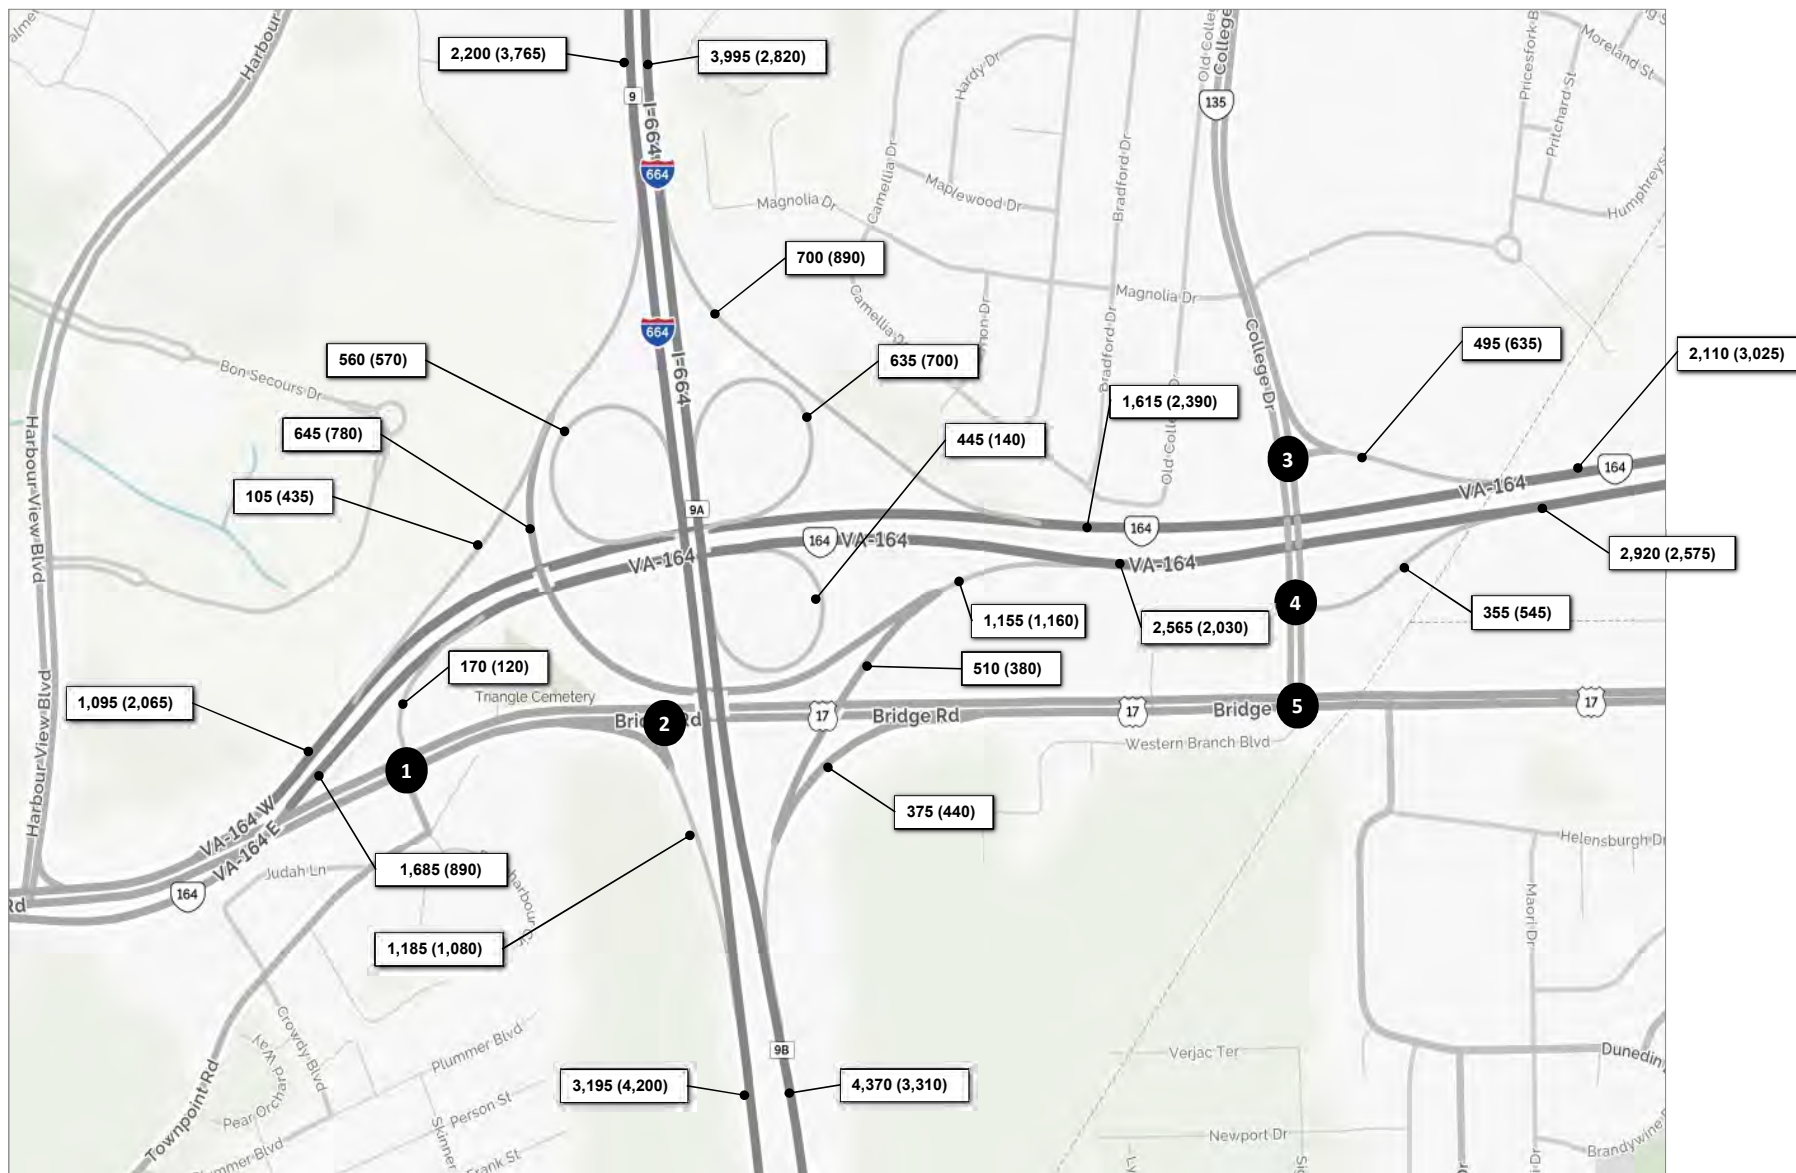 Harbour
2,200 (3,765)
3,995 (2,820)
9
I-664
664
Hardy Dr
Old College
College
135
Moreland St
Pritchard St
Pricesfork B
Humphreys
Camellia Dr
Maplewood Dr
Bradford Dr
Magnolia Dr
700 (890)
Camellia Dr
Magnolia Dr
664
560 (570)
I-664
635 (700)
Bradford Dr
College Dr
495 (635)
2,110 (3,025)
Bon Secours Dr
645 (780)
1,615 (2,390)
445 (140)
3
164
VA-164
Harbour View Blvd
105 (435)
9A
164
VA-164
164
VA-164
VA-164
2,920 (2,575)
4
1,155 (1,160)
2,565 (2,030)
355 (545)
170 (120)
510 (380)
Triangle Cemetery
1,095 (2,065)
Harbour View Blvd
2
17
Bridge Rd
17
Bridge
5
17
Western Branch Blvd
1
375 (440)
VA-164 W
VA-164 E
1,685 (890)
Judah Ln
164
Rd
Helensburgh Dr
Maori Dr
1,185 (1,080)
Crowdy Blvd
Plummer Blvd
9B
Verjac Ter
Dunedin
3,195 (4,200)
4,370 (3,310)
Townpoint Rd
Pear Orchard Way
Person St
Skinner
Newport Dr
Plummer Blvd
Frank St
Brandywine